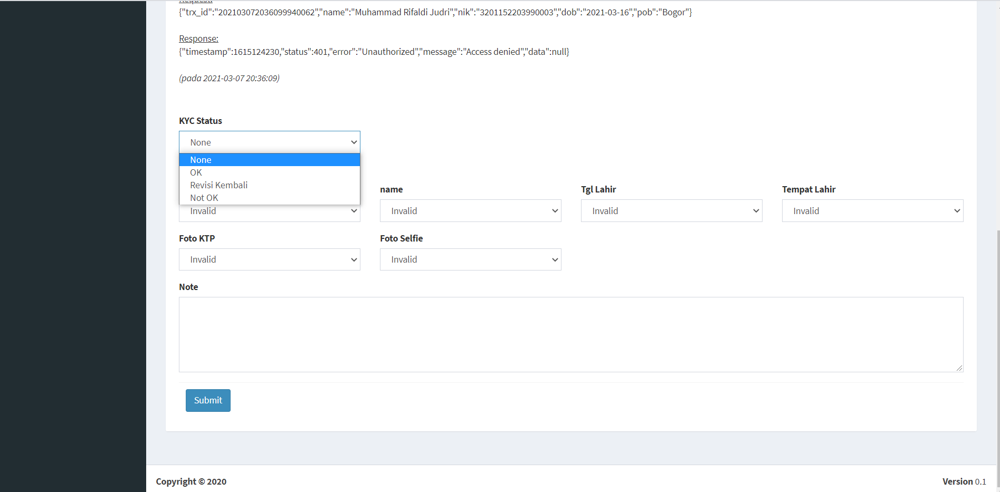 Request:
{"trx_id":"202103072036099940062","name":"Muhammad Rifaldi Judri","nik":"3201152203990003","dob":"2021-03-16","pob":"Bogor"}
Response:
{"timestamp":1615124230,"status":401,"error":"Unauthorized","message":"Access denied","data":null}
(pada 2021-03-07 20:36:09)
KYC Status
None
None
OK
Revisi Kembali
Not OK
name
Tgl Lahir
Tempat Lahir
Invalid
Invalid
Invalid
Invalid
Foto KTP
Foto Selfie
Invalid
Invalid
Note
Submit
Copyright © 2020
Version 0.1